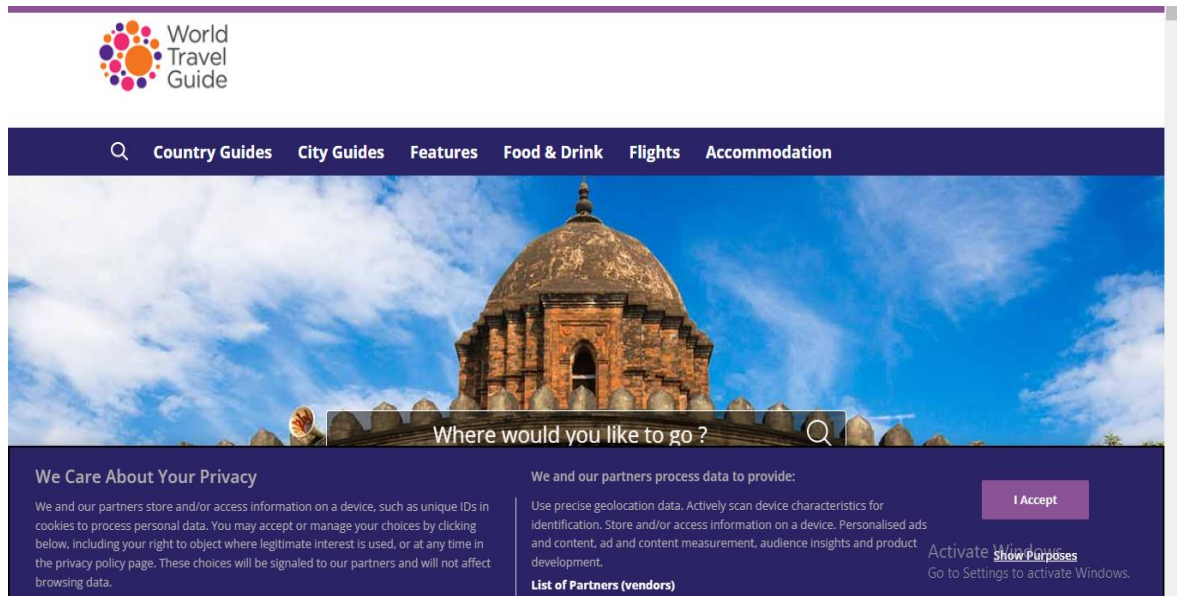 World
Travel
Guide
Country Guides City Guides Features Food & Drink Flights Accommodation
Where would you like to go ?
We Care About Your Privacy
We and our partners store and/or access information on a device, such as unique IDs in
cookies to process personal data. You may accept or manage your choices by clicking
below, including your right to object where legitimate interest is used, or at any time in
the privacy policy page. These choices will be signaled to our partners and will not affect
browsing data.
We and our partners process data to provide:
Use precise geolocation data. Actively scan device characteristics for
identification. Store and/or access information on a device. Personalised ads
and content, ad and content measurement, audience insights and product
development.
List of Partners (vendors)
I Accept
Show Purposes
Activate Windows
Go to Settings to activate Windows.